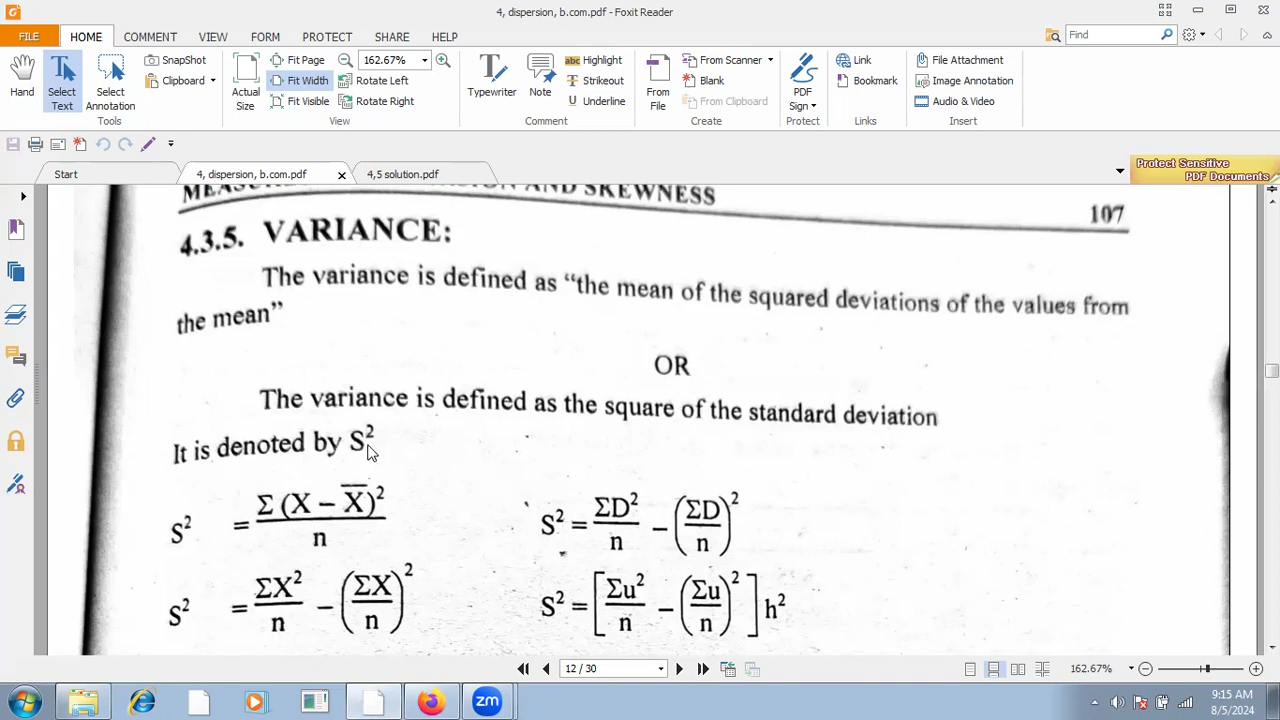 4, dispersion, b.com.pdf - Foxit Reader
FILE HOME COMMENT VIEW FORM PROTECT SHARE HELP
Find
Hand
Select Text
Select Annotation
SnapShot
Clipboard
Tools
Actual Size
Fit Page
Fit Width
Fit Visible
162.67%
Rotate Left
Rotate Right
View
Typewriter
Note
Highlight
Strikeout
Underline
Comment
From File
From Scanner
Blank
From Clipboard
Create
PDF Sign
Protect
Link
Bookmark
Links
File Attachment
Image Annotation
Audio & Video
Insert
Start
4, dispersion, b.com.pdf
4,5 solution.pdf
Protect Sensitive
PDF Documents
AND SKEWNESS 107
4.3.5. VARIANCE:
The variance is defined as “the mean of the squared deviations of the values from
the mean”
OR
The variance is defined as the square of the standard deviation
It is denoted by S²
S² = Σ (X – X̅)² / n
S² = ΣD² / n – (ΣD / n)²
S² = ΣX² / n – (ΣX / n)²
S² = [Σu² / n – (Σu / n)²] h²
12 / 30
162.67%
zm
9:15 AM
8/5/2024